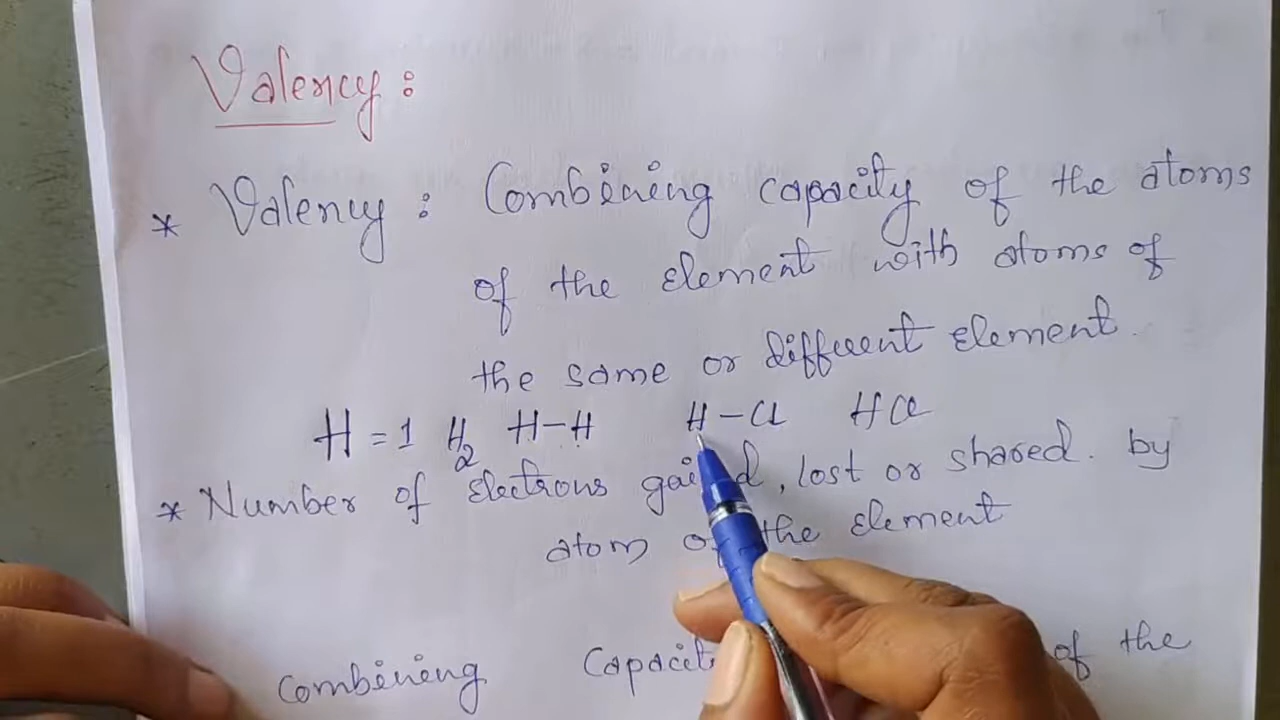 Valency :
* Valency : Combining capacity of the atoms
of the element with atoms of
the same or different element.
H = 1 H2 H-H H-Cl HCl
* Number of electrons gained, lost or shared. by
atom of the element
Combining of the